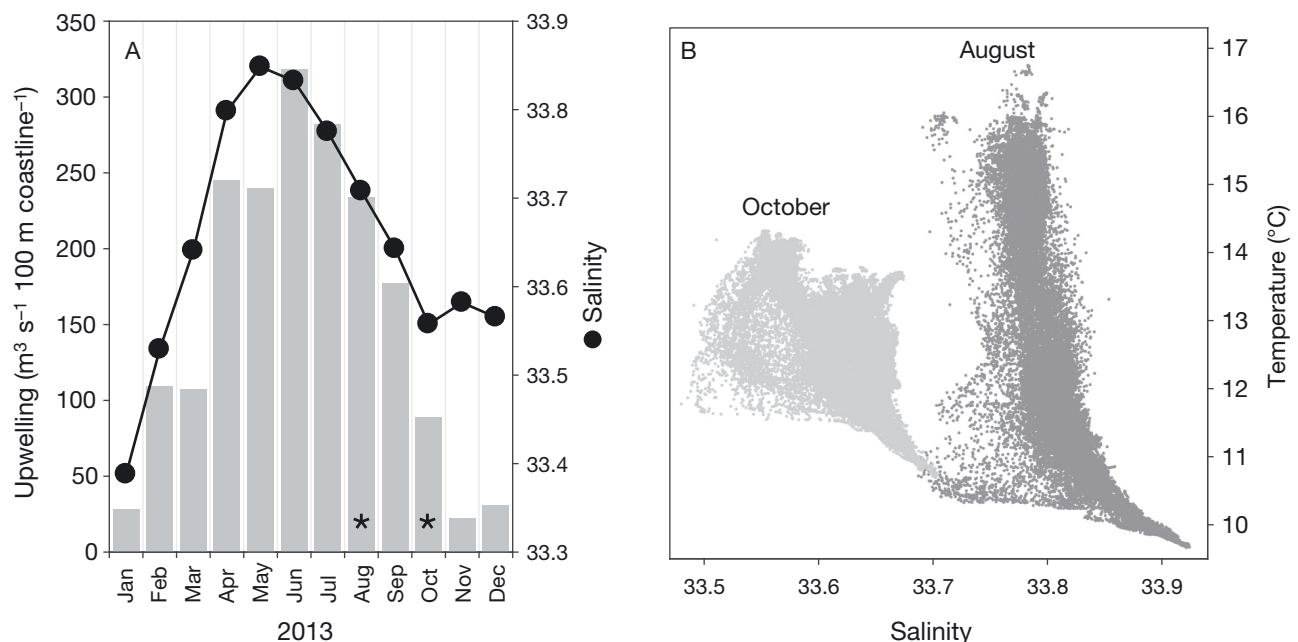 A
350
300
250
200
150
100
50
0
Upwelling (m³ s⁻¹ 100 m coastline⁻¹)
33.9
33.8
33.7
33.6
33.5
33.4
33.3
Salinity
* *
Jan Feb Mar Apr May Jun Jul Aug Sep Oct Nov Dec
2013
B
August
October
17
16
15
14
13
12
11
10
Temperature (°C)
33.5 33.6 33.7 33.8 33.9
Salinity